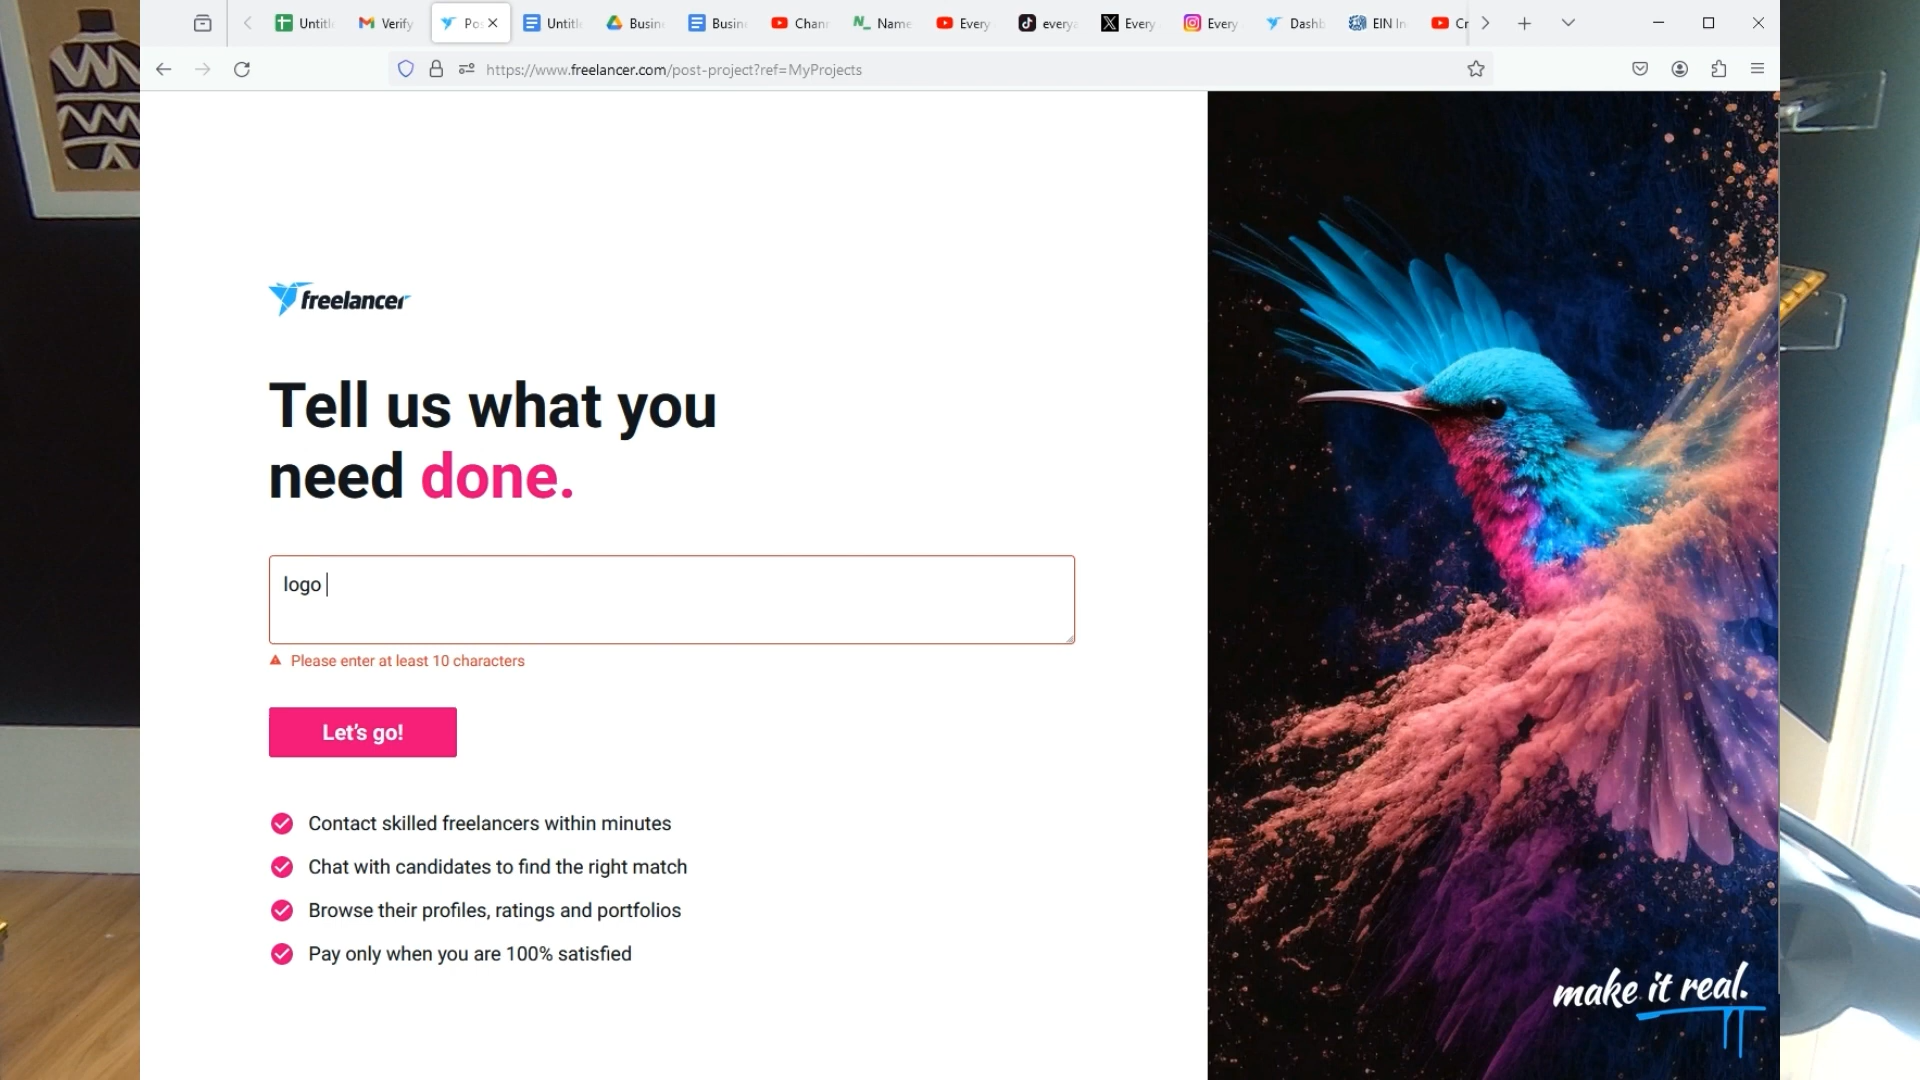 Untitl
Verify
Po
Untitl
Busin
Busin
Chan
Name
Every
every
Every
Every
Dashb
EIN In
Cr
https://www.freelancer.com/post-project?ref=MyProjects
freelancer
Tell us what you
need done.
logo
Please enter at least 10 characters
Let's go!
Contact skilled freelancers within minutes
Chat with candidates to find the right match
Browse their profiles, ratings and portfolios
Pay only when you are 100% satisfied
make it real.